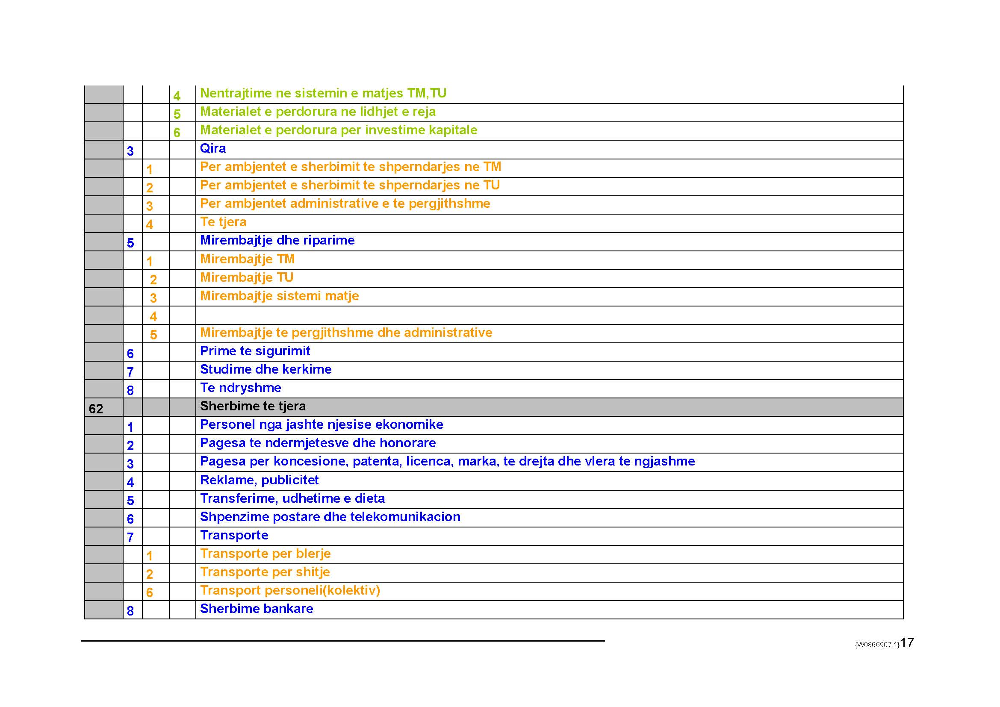 4 Nentrajtime ne sistemin e matjes TM,TU
5 Materialet e perdorura ne lidhjet e reja
6 Materialet e perdorura per investime kapitale
3 Qira
1 Per ambjentet e sherbimit te shperndarjes ne TM
2 Per ambjentet e sherbimit te shperndarjes ne TU
3 Per ambjentet administrative e te pergjithshme
4 Te tjera
5 Mirembajtje dhe riparime
1 Mirembajtje TM
2 Mirembajtje TU
3 Mirembajtje sistemi matje
4
5 Mirembajtje te pergjithshme dhe administrative
6 Prime te sigurimit
7 Studime dhe kerkime
8 Te ndryshme
62 Sherbime te tjera
1 Personel nga jashte njesise ekonomike
2 Pagesa te ndermjetesve dhe honorare
3 Pagesa per koncesione, patenta, licenca, marka, te drejta dhe vlera te ngjashme
4 Reklame, publicitet
5 Transferime, udhetime e dieta
6 Shpenzime postare dhe telekomunikacion
7 Transporte
1 Transporte per blerje
2 Transporte per shitje
6 Transport personeli(kolektiv)
8 Sherbime bankare
{W0866907.1}17